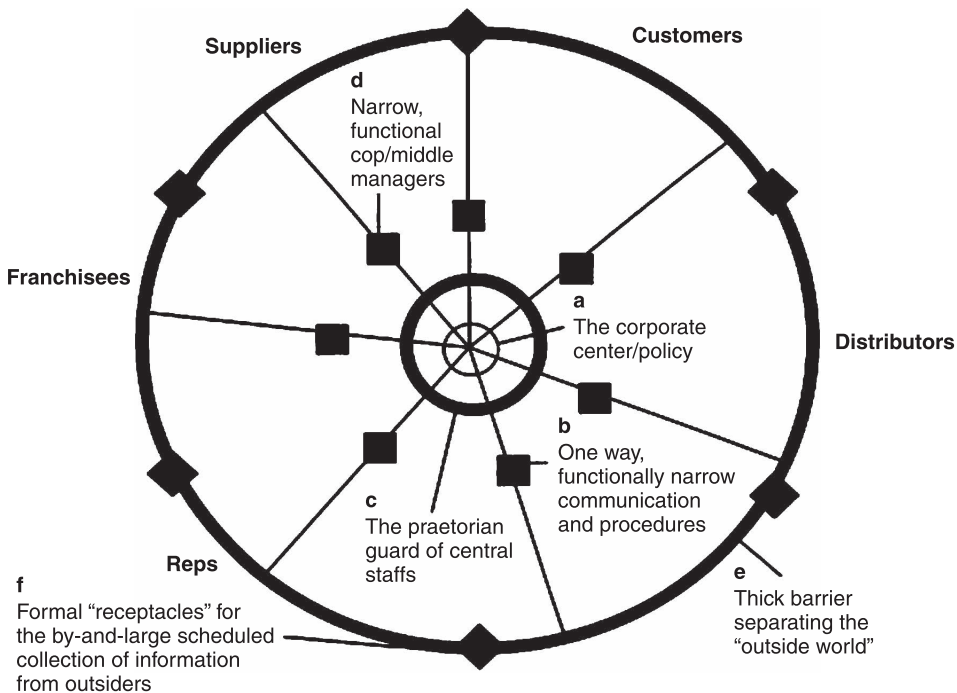 Suppliers
Customers
d
Narrow,
functional
cop/middle
managers
Franchisees
a
The corporate
center/policy
Distributors
b
One way,
functionally narrow
communication
and procedures
c
The praetorian
guard of central
staffs
Reps
e
Thick barrier
separating the
“outside world”
f
Formal “receptacles” for
the by-and-large scheduled
collection of information
from outsiders